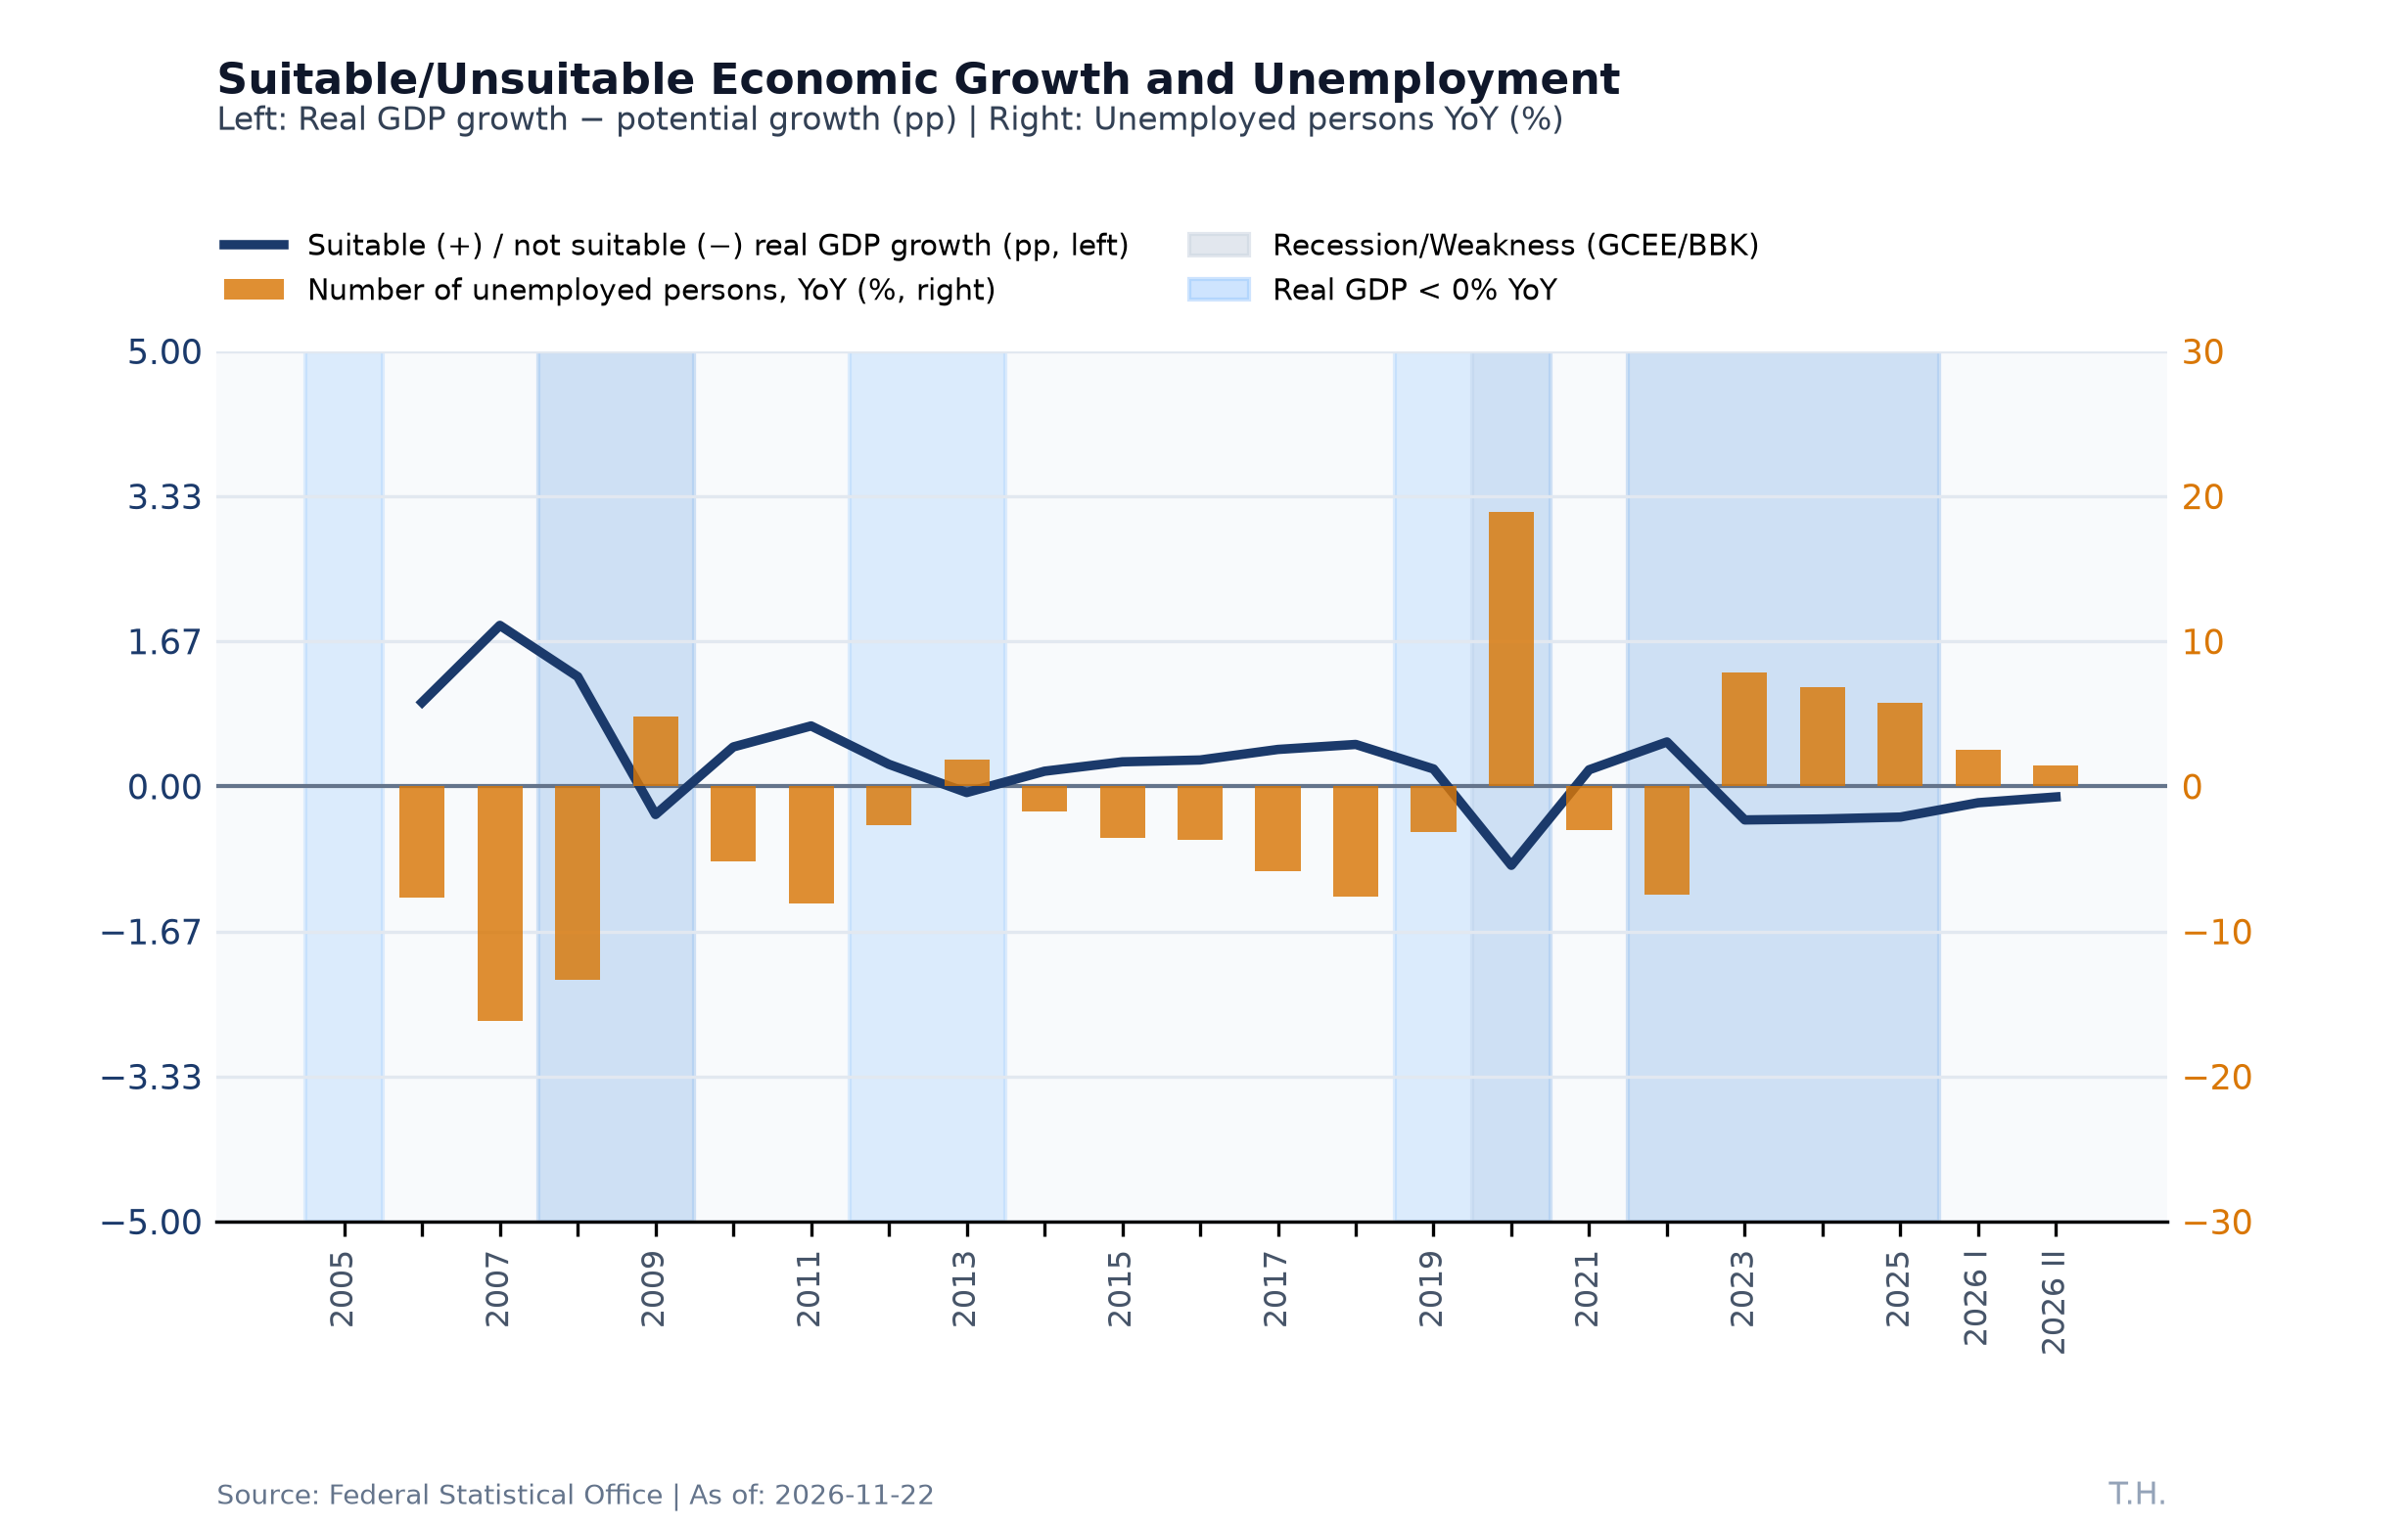 Suitable/Unsuitable Economic Growth and Unemployment
Left: Real GDP growth − potential growth (pp) | Right: Unemployed persons YoY (%)
Suitable (+) / not suitable (−) real GDP growth (pp, left)
Number of unemployed persons, YoY (%, right)
Recession/Weakness (GCEE/BBK)
Real GDP < 0% YoY
5.00
3.33
1.67
0.00
−1.67
−3.33
−5.00
30
20
10
0
−10
−20
−30
2005
2007
2009
2011
2013
2015
2017
2019
2021
2023
2025
2026 I
2026 II
Source: Federal Statistical Office | As of: 2026-11-22
T.H.